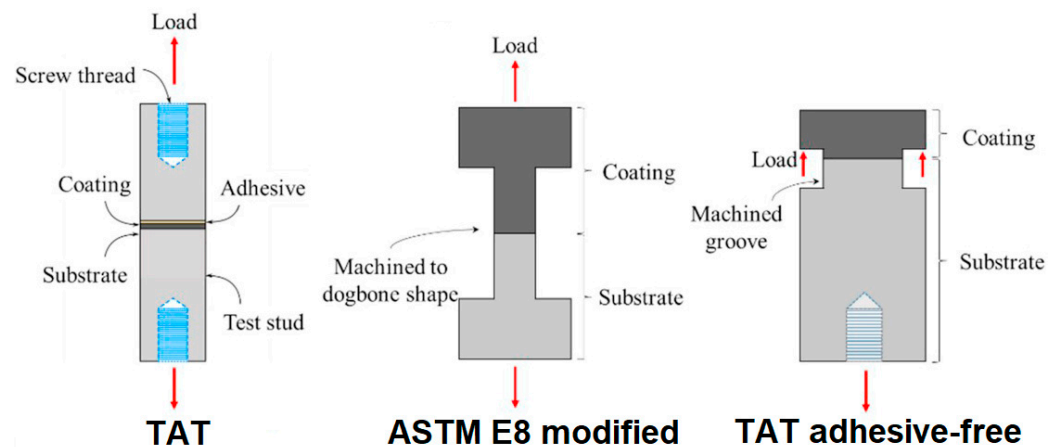 Load
Screw thread
Coating
Adhesive
Substrate
Test stud
TAT
Load
Coating
Machined to
dogbone shape
Substrate
ASTM E8 modified
Coating
Load
Machined
groove
Substrate
TAT adhesive-free